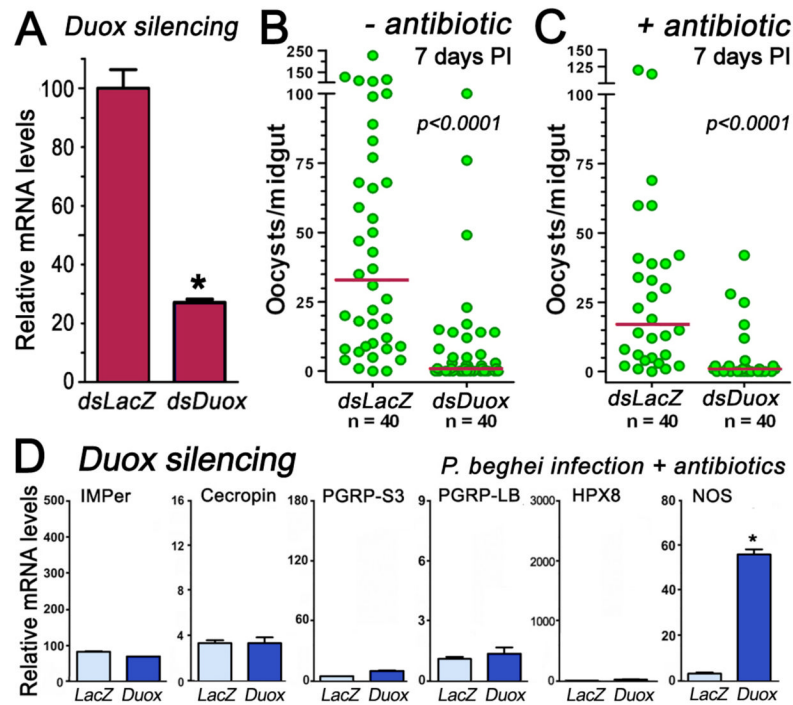 A Duox silencing
Relative mRNA levels
100
80
60
40
20
0
*
dsLacZ dsDuox
B - antibiotic
7 days PI
Oocysts/midgut
250
150
100
75
50
25
0
p<0.0001
dsLacZ dsDuox
n = 40 n = 40
C + antibiotic
7 days PI
Oocysts/midgut
150
125
100
75
50
25
0
p<0.0001
dsLacZ dsDuox
n = 40 n = 40
D Duox silencing P. beghei infection + antibiotics
Relative mRNA levels
IMPer
500
400
300
200
100
0
LacZ Duox
Cecropin
16
12
8
4
0
LacZ Duox
PGRP-S3
180
120
60
0
LacZ Duox
PGRP-LB
9
6
3
0
LacZ Duox
HPX8
3000
2000
1000
0
LacZ Duox
NOS
80
60
40
20
0
*
LacZ Duox